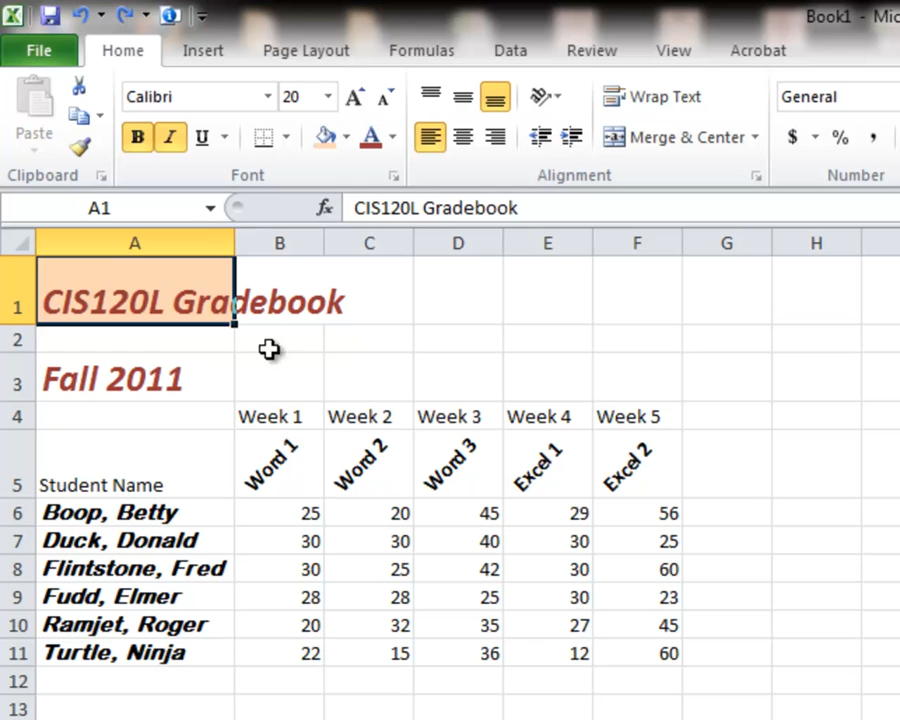 Book1 - Mic
File Home Insert Page Layout Formulas Data Review View Acrobat
Calibri 20 A A Wrap Text General
Paste B I U A Merge & Center $ % ,
Clipboard Font Alignment Number
A1 fx CIS120L Gradebook
A B C D E F G H
1 CIS120L Gradebook
2
3 Fall 2011
4 Week 1 Week 2 Week 3 Week 4 Week 5
5 Student Name Word 1 Word 2 Word 3 Excel 1 Excel 2
6 Boop, Betty 25 20 45 29 56
7 Duck, Donald 30 30 40 30 25
8 Flintstone, Fred 30 25 42 30 60
9 Fudd, Elmer 28 28 25 30 23
10 Ramjet, Roger 20 32 35 27 45
11 Turtle, Ninja 22 15 36 12 60
12
13